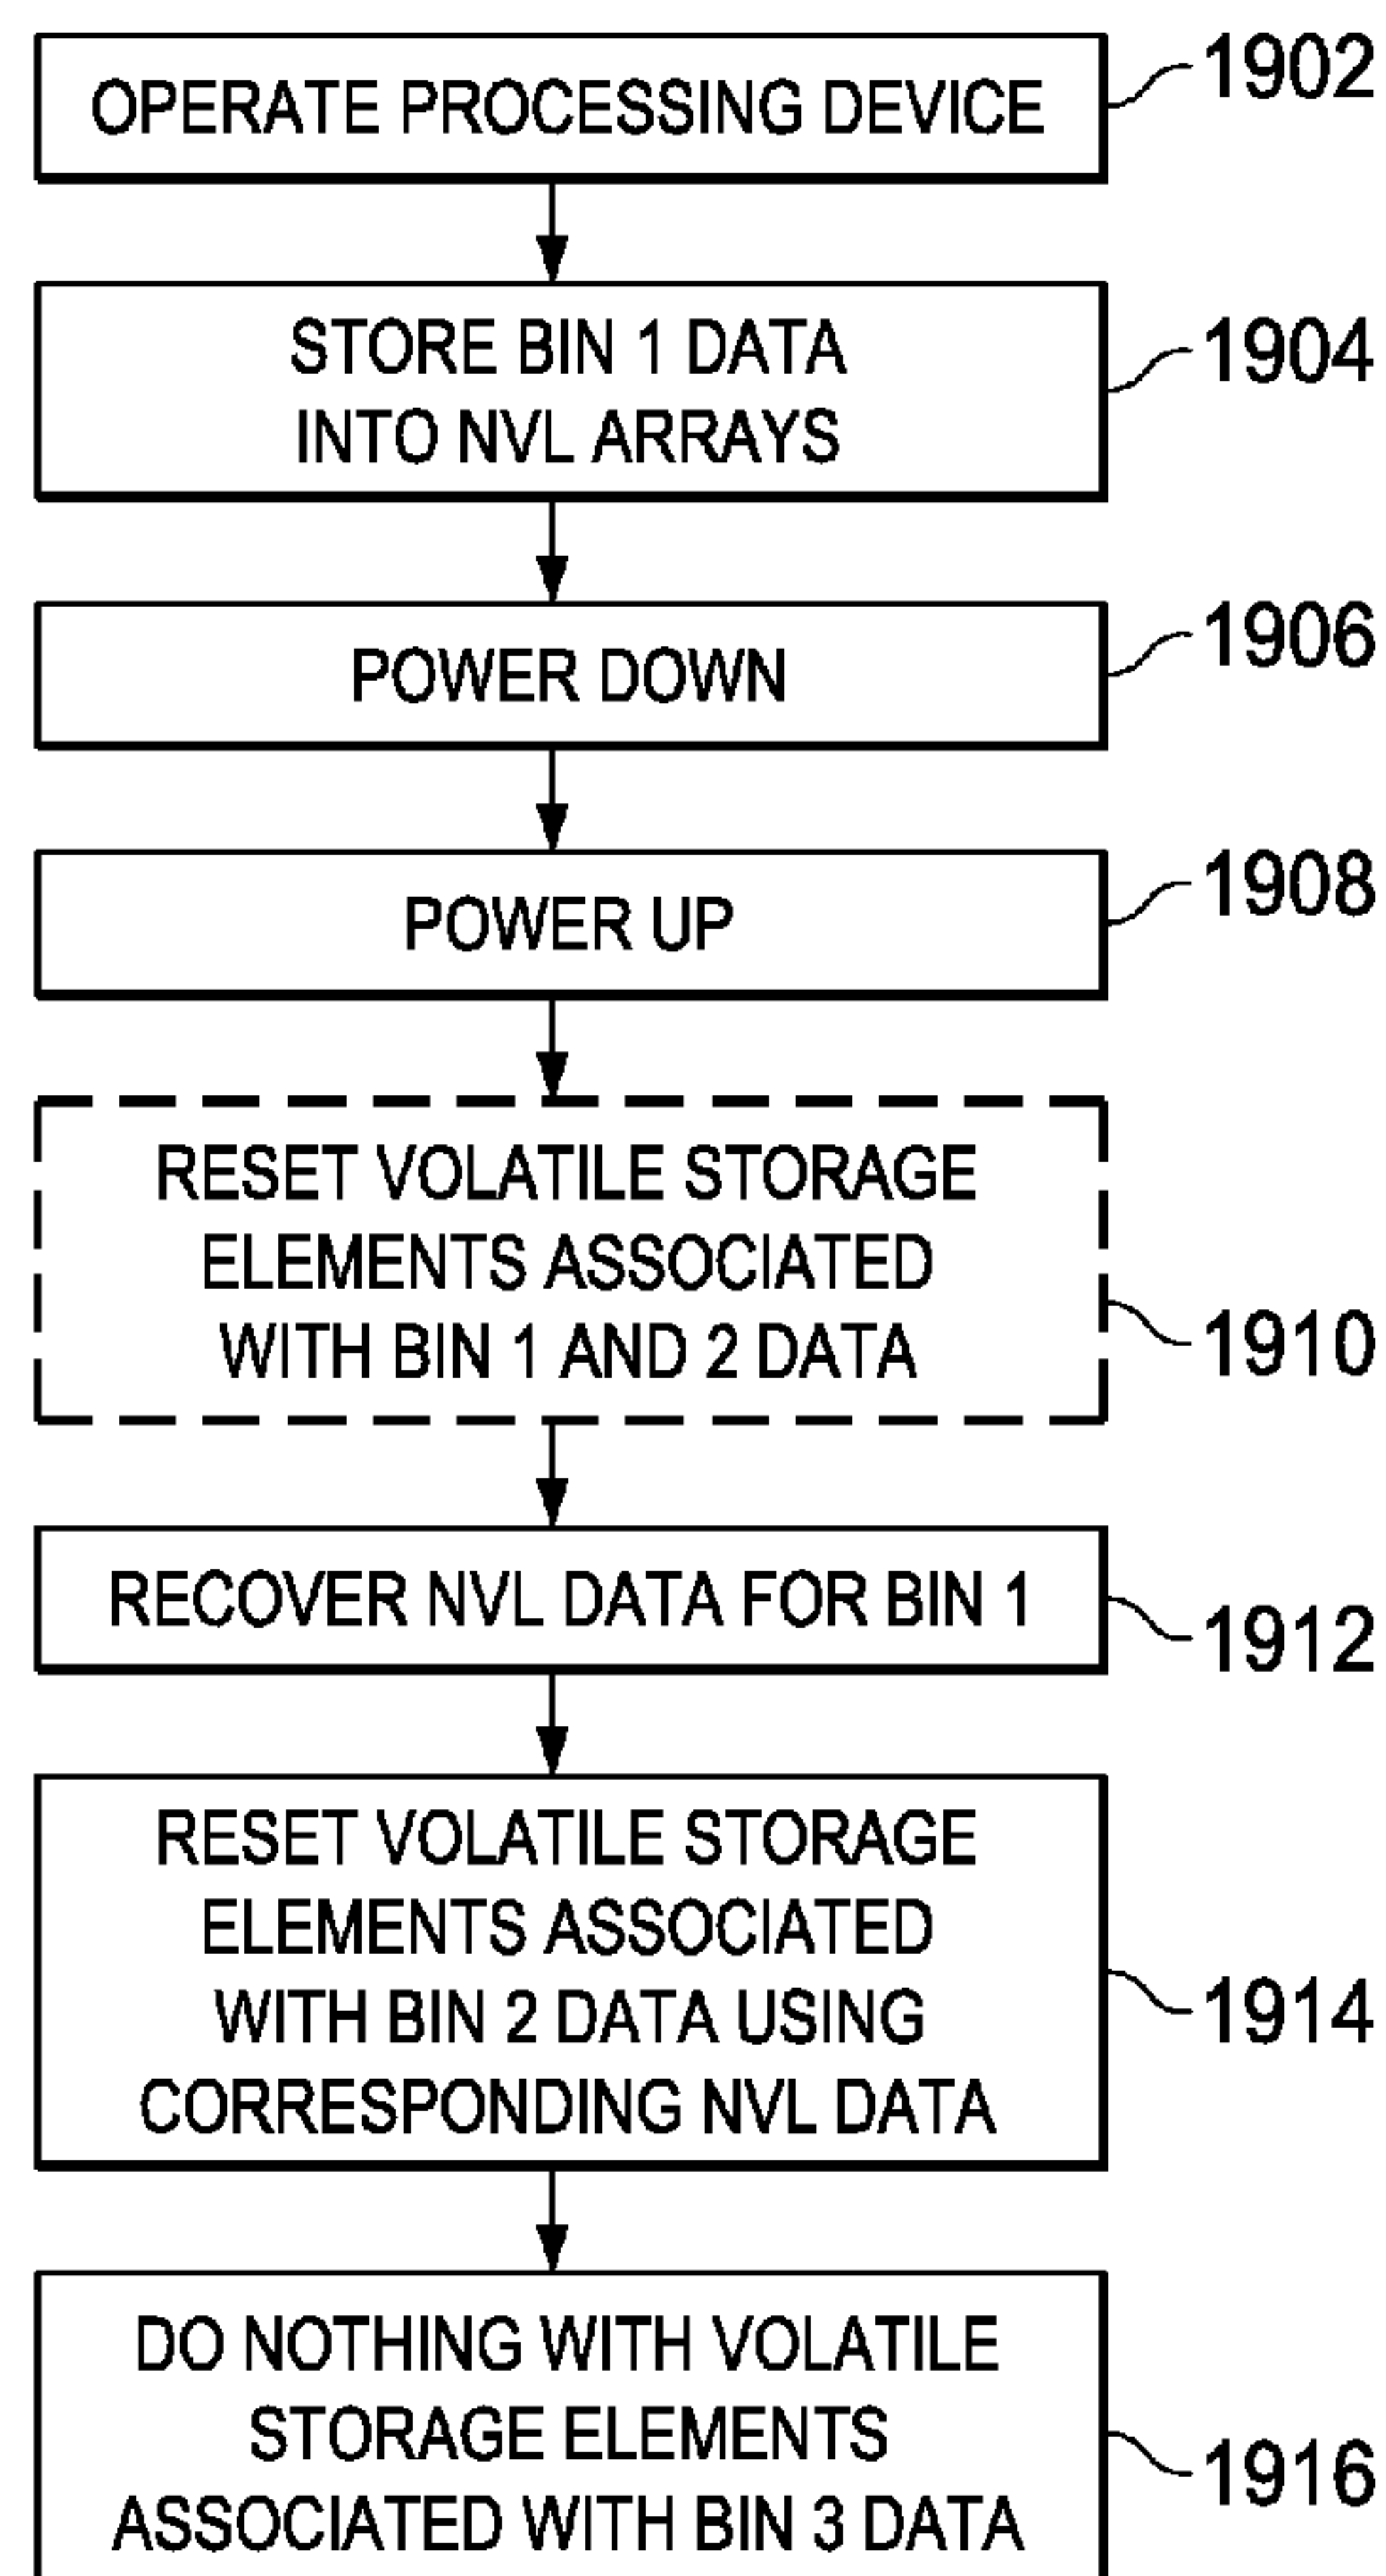 OPERATE PROCESSING DEVICE
1902
STORE BIN 1 DATA
INTO NVL ARRAYS
1904
POWER DOWN
1906
POWER UP
1908
RESET VOLATILE STORAGE
ELEMENTS ASSOCIATED
WITH BIN 1 AND 2 DATA
1910
RECOVER NVL DATA FOR BIN 1
1912
RESET VOLATILE STORAGE
ELEMENTS ASSOCIATED
WITH BIN 2 DATA USING
CORRESPONDING NVL DATA
1914
DO NOTHING WITH VOLATILE
STORAGE ELEMENTS
ASSOCIATED WITH BIN 3 DATA
1916